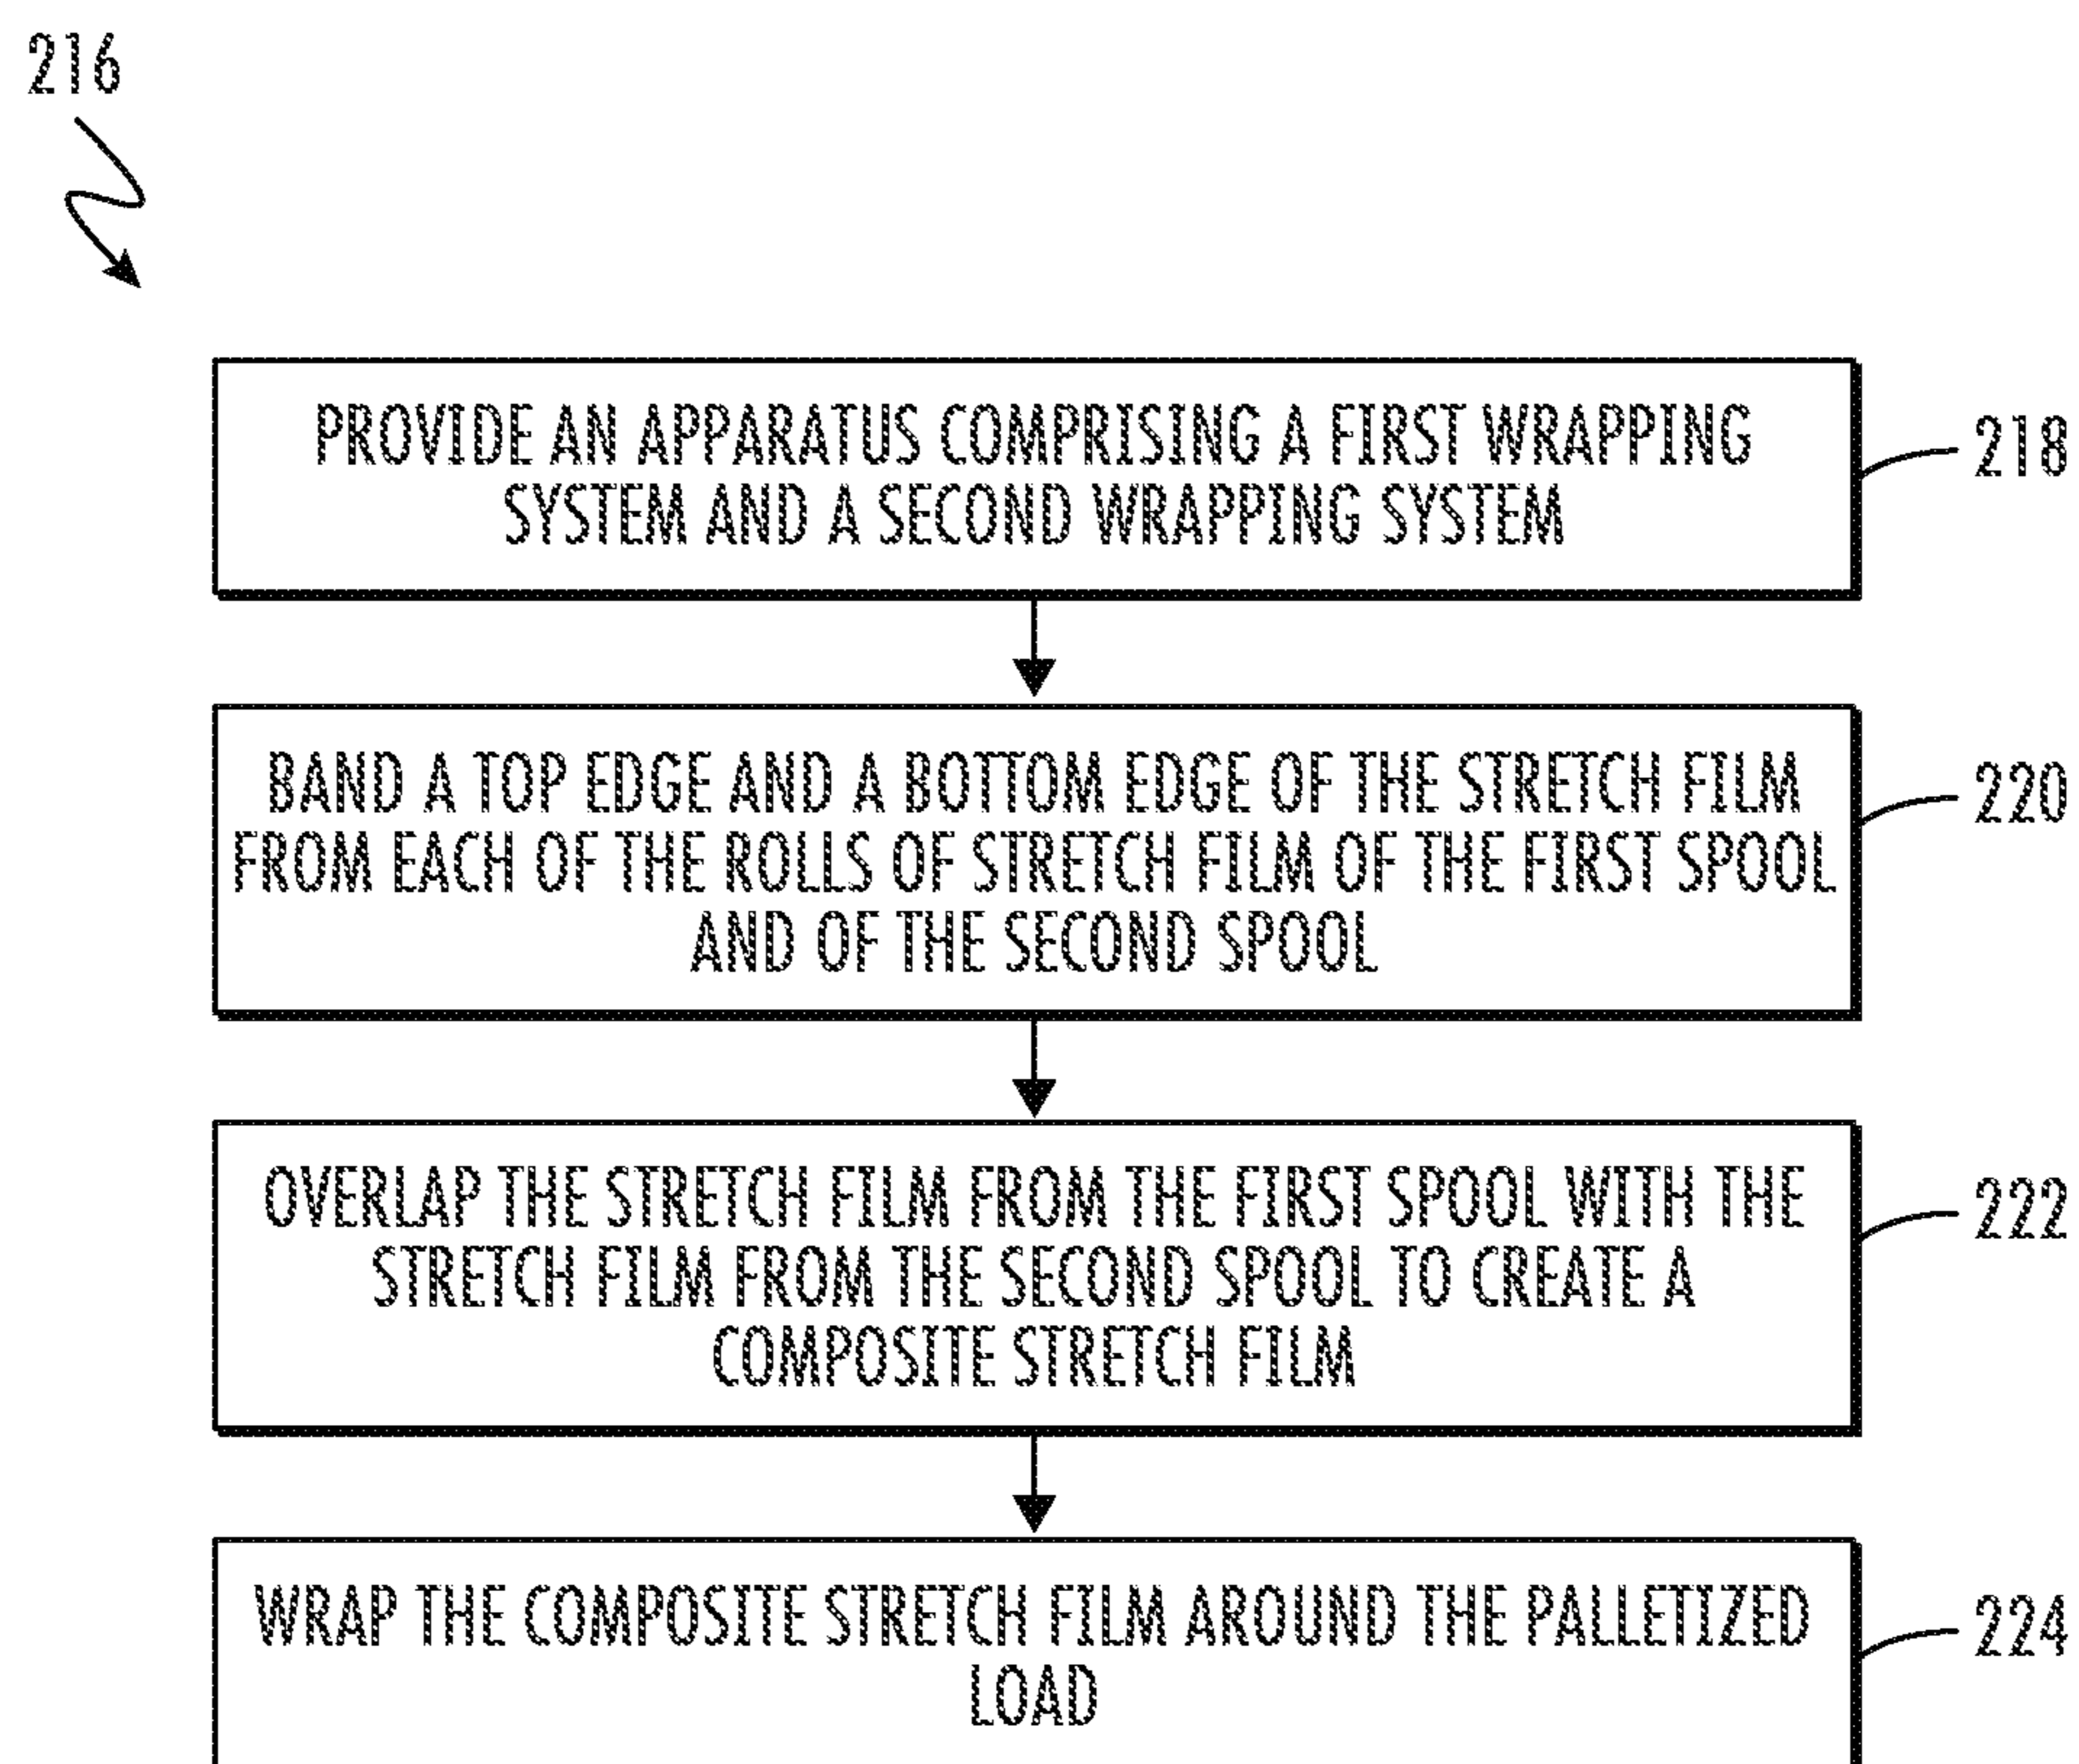 216
PROVIDE AN APPARATUS COMPRISING A FIRST WRAPPING
SYSTEM AND A SECOND WRAPPING SYSTEM
218
BAND A TOP EDGE AND A BOTTOM EDGE OF THE STRETCH FILM
FROM EACH OF THE ROLLS OF STRETCH FILM OF THE FIRST SPOOL
AND OF THE SECOND SPOOL
220
OVERLAP THE STRETCH FILM FROM THE FIRST SPOOL WITH THE
STRETCH FILM FROM THE SECOND SPOOL TO CREATE A
COMPOSITE STRETCH FILM
222
WRAP THE COMPOSITE STRETCH FILM AROUND THE PALLETIZED
LOAD
224